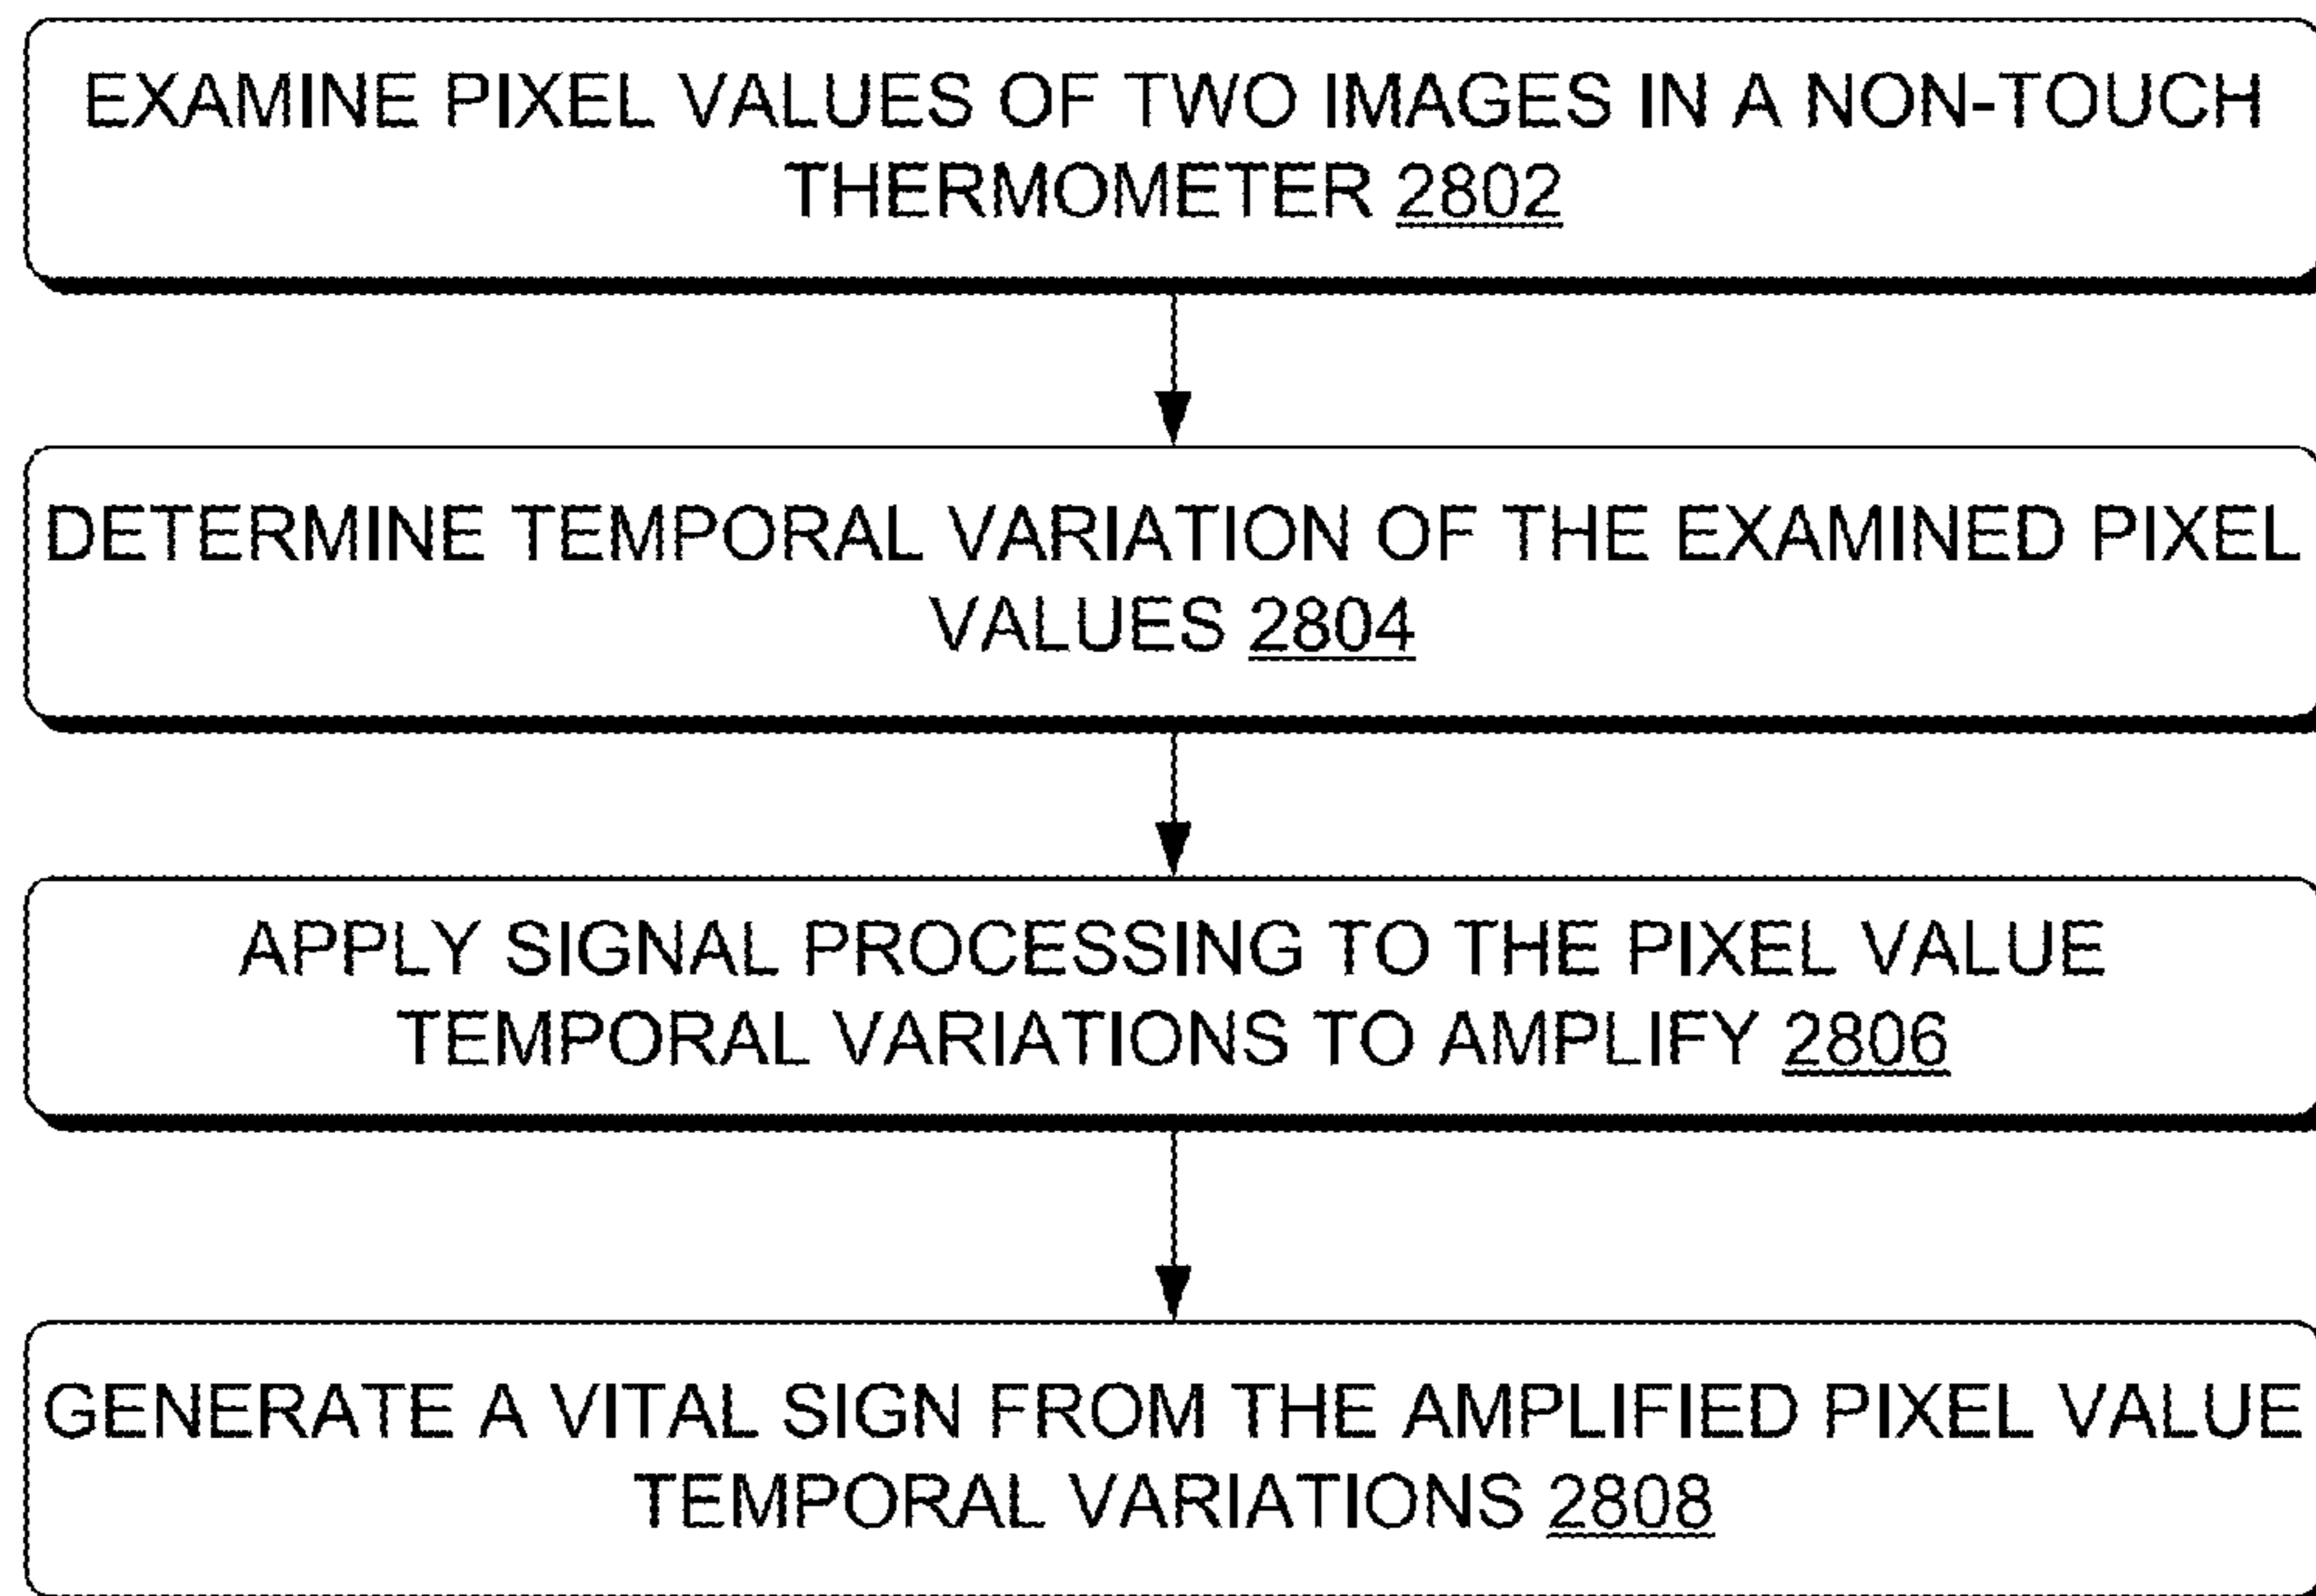 EXAMINE PIXEL VALUES OF TWO IMAGES IN A NON-TOUCH
THERMOMETER 2802
DETERMINE TEMPORAL VARIATION OF THE EXAMINED PIXEL
VALUES 2804
APPLY SIGNAL PROCESSING TO THE PIXEL VALUE
TEMPORAL VARIATIONS TO AMPLIFY 2806
GENERATE A VITAL SIGN FROM THE AMPLIFIED PIXEL VALUE
TEMPORAL VARIATIONS 2808